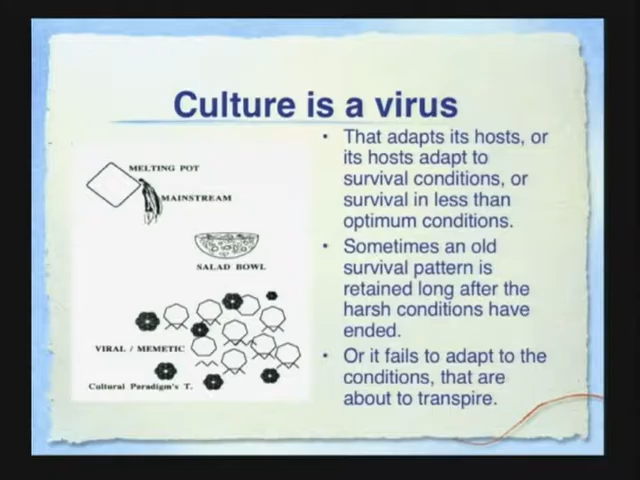 Culture is a virus
MELTING POT
MAINSTREAM
SALAD BOWL
VIRAL / MEMETIC
Cultural Paradigm's T.
• That adapts its hosts, or
its hosts adapt to
survival conditions, or
survival in less than
optimum conditions.
• Sometimes an old
survival pattern is
retained long after the
harsh conditions have
ended.
• Or it fails to adapt to the
conditions, that are
about to transpire.